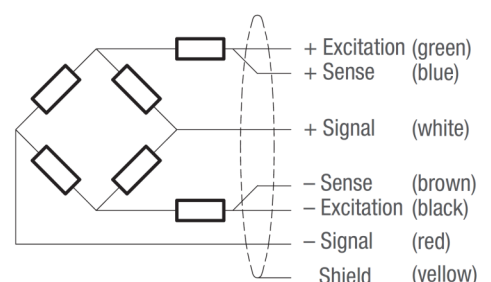 + Excitation (green)
+ Sense (blue)
+ Signal (white)
– Sense (brown)
– Excitation (black)
– Signal (red)
Shield (yellow)